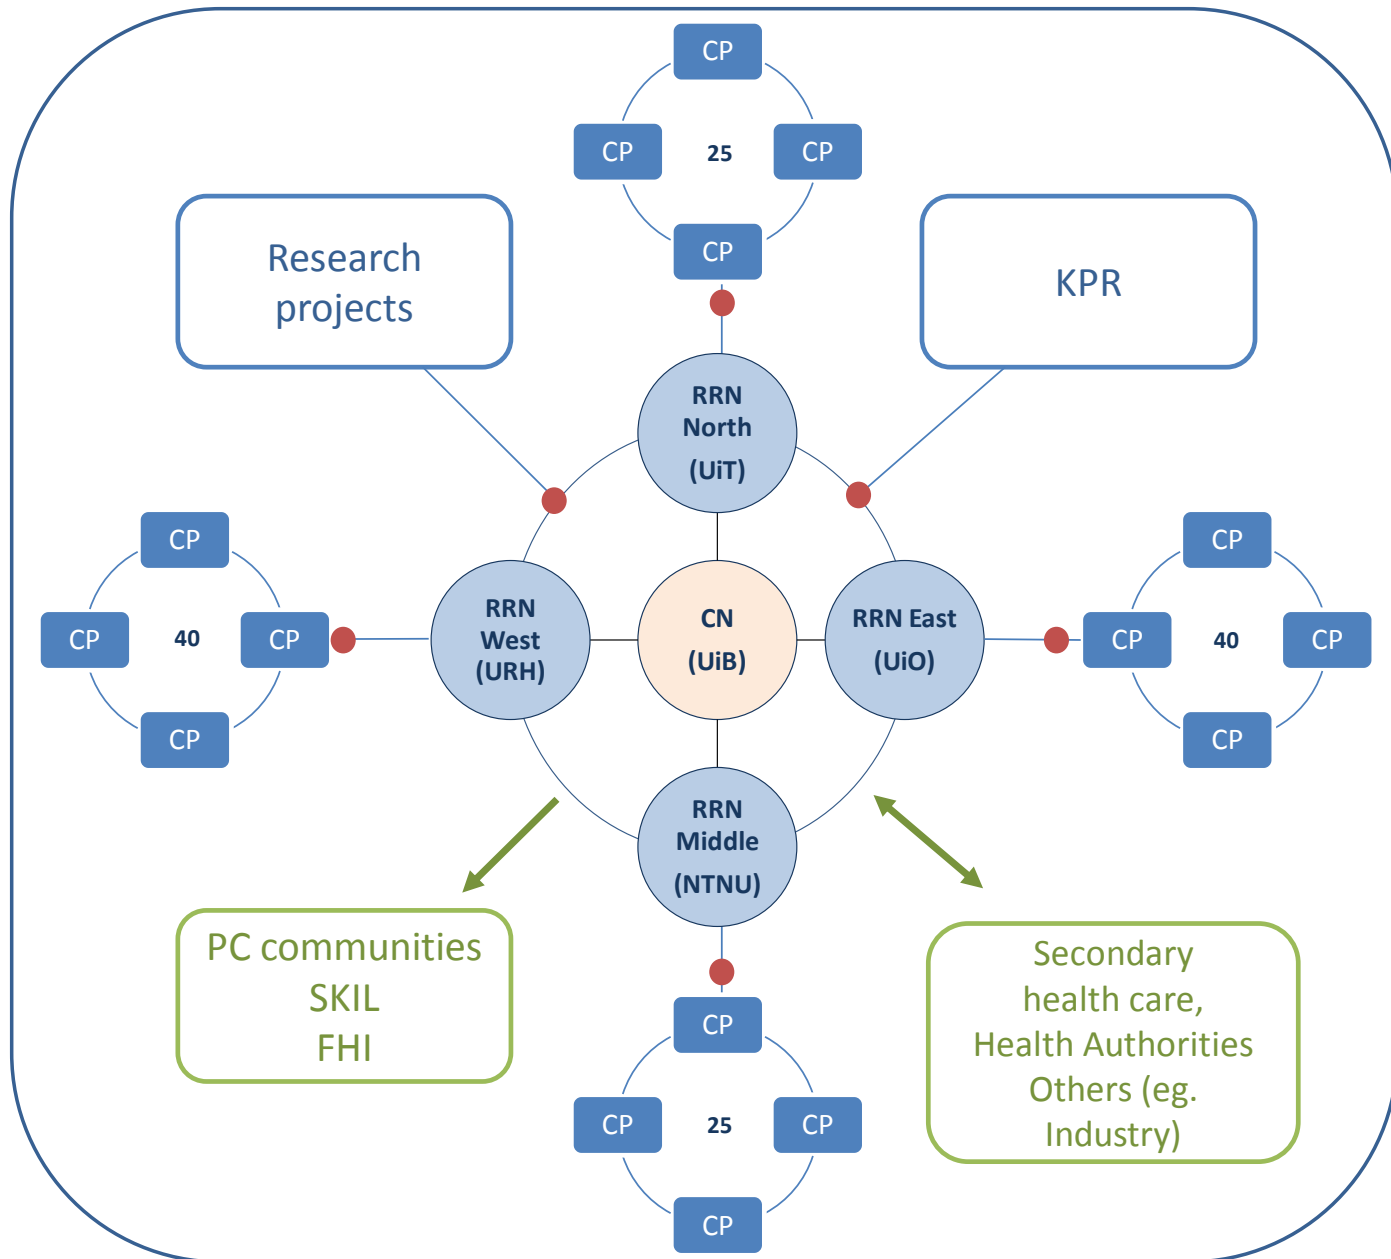 CP
CP
25
CP
CP
Research
projects
KPR
RRN
North
(UiT)
CP
CP
40
CP
CP
RRN
West
(URH)
CN
(UiB)
RRN East
(UiO)
CP
CP
40
CP
CP
RRN
Middle
(NTNU)
PC communities
SKIL
FHI
Secondary
health care,
Health Authorities
Others (eg.
Industry)
CP
CP
25
CP
CP